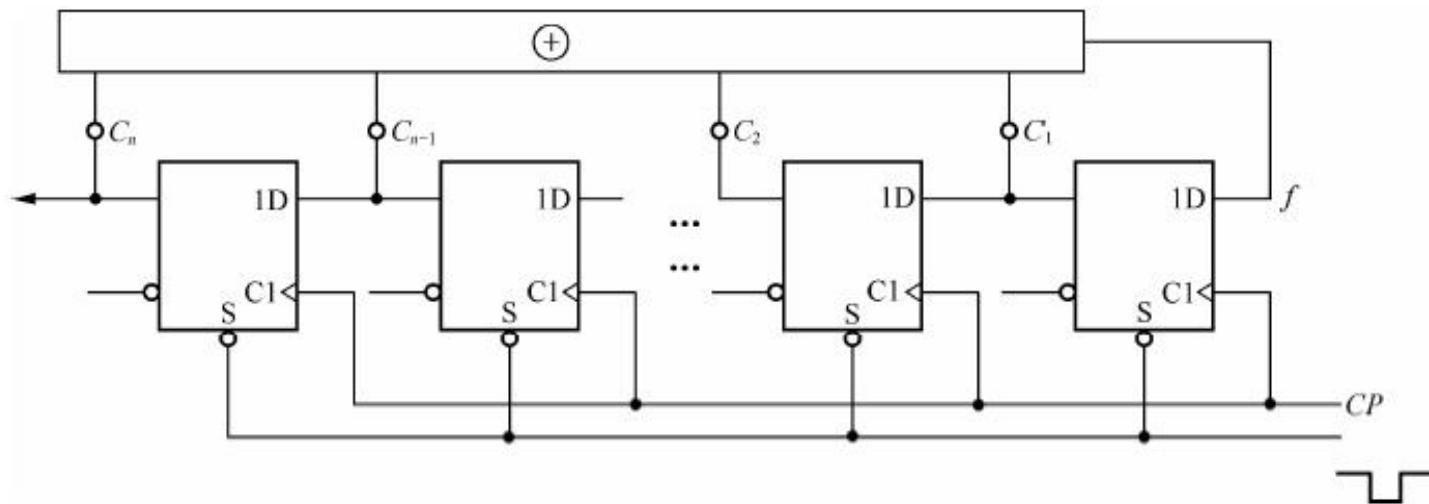 ⊕
Cₙ Cₙ₋₁ C₂ C₁
1D 1D 1D 1D f
... 
...
C1 C1 C1 C1
S S S S
CP